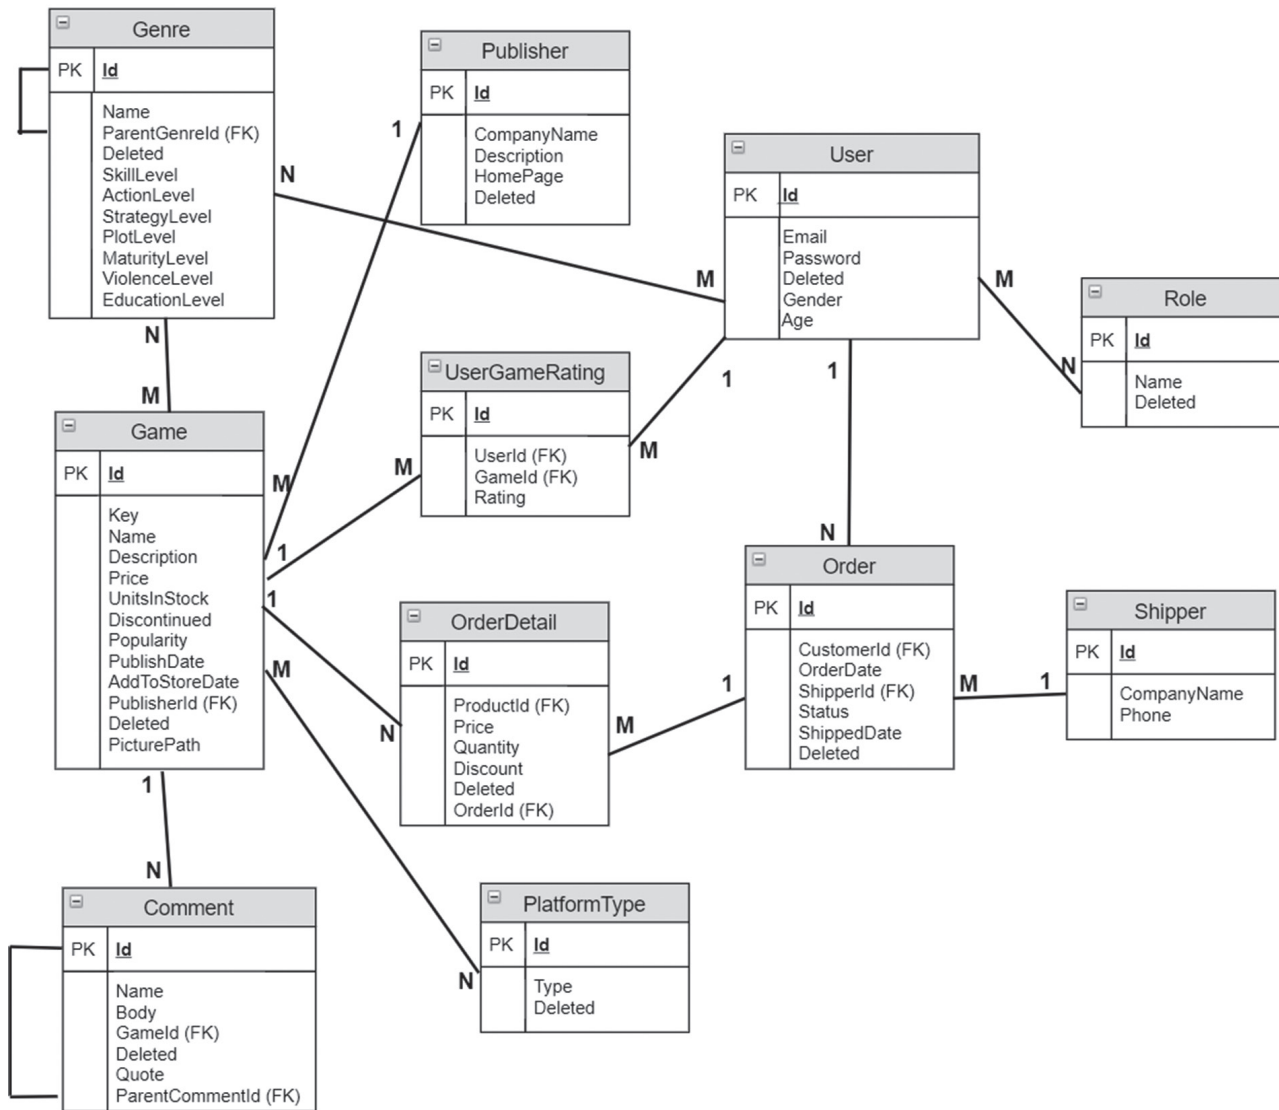 Genre
PK Id
Name
ParentGenreId (FK)
Deleted
SkillLevel
ActionLevel
StrategyLevel
PlotLevel
MaturityLevel
ViolenceLevel
EducationLevel
Publisher
PK Id
CompanyName
Description
HomePage
Deleted
User
PK Id
Email
Password
Deleted
Gender
Age
Role
PK Id
Name
Deleted
UserGameRating
PK Id
UserId (FK)
GameId (FK)
Rating
Game
PK Id
Key
Name
Description
Price
UnitsInStock
Discontinued
Popularity
PublishDate
AddToStoreDate
PublisherId (FK)
Deleted
PicturePath
OrderDetail
PK Id
ProductId (FK)
Price
Quantity
Discount
Deleted
OrderId (FK)
Order
PK Id
CustomerId (FK)
OrderDate
ShipperId (FK)
Status
ShippedDate
Deleted
Shipper
PK Id
CompanyName
Phone
Comment
PK Id
Name
Body
GameId (FK)
Deleted
Quote
ParentCommentId (FK)
PlatformType
PK Id
Type
Deleted
1
N
M
M
N
N
M
M
1
M
M
1
1
1
N
N
M
1
M
1
M
N
1
N